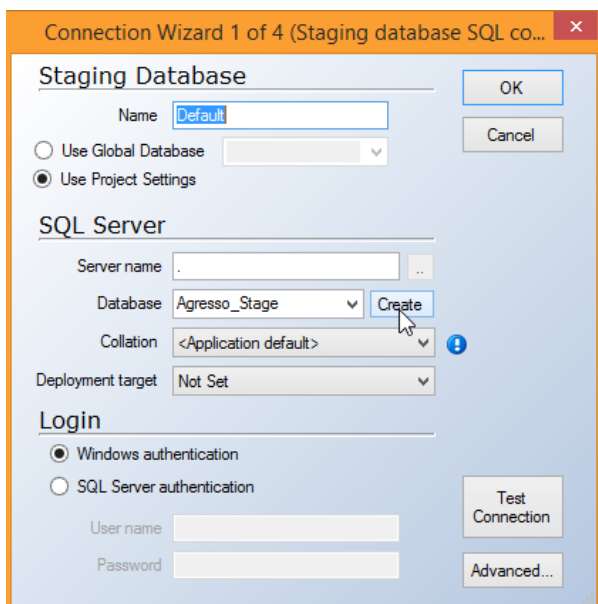 Connection Wizard 1 of 4 (Staging database SQL co...
Staging Database
OK
Name Default
Cancel
Use Global Database
Use Project Settings
SQL Server
Server name . ..
Database Agresso_Stage Create
Collation <Application default>
Deployment target Not Set
Login
Windows authentication
SQL Server authentication
Test
Connection
User name
Password
Advanced...